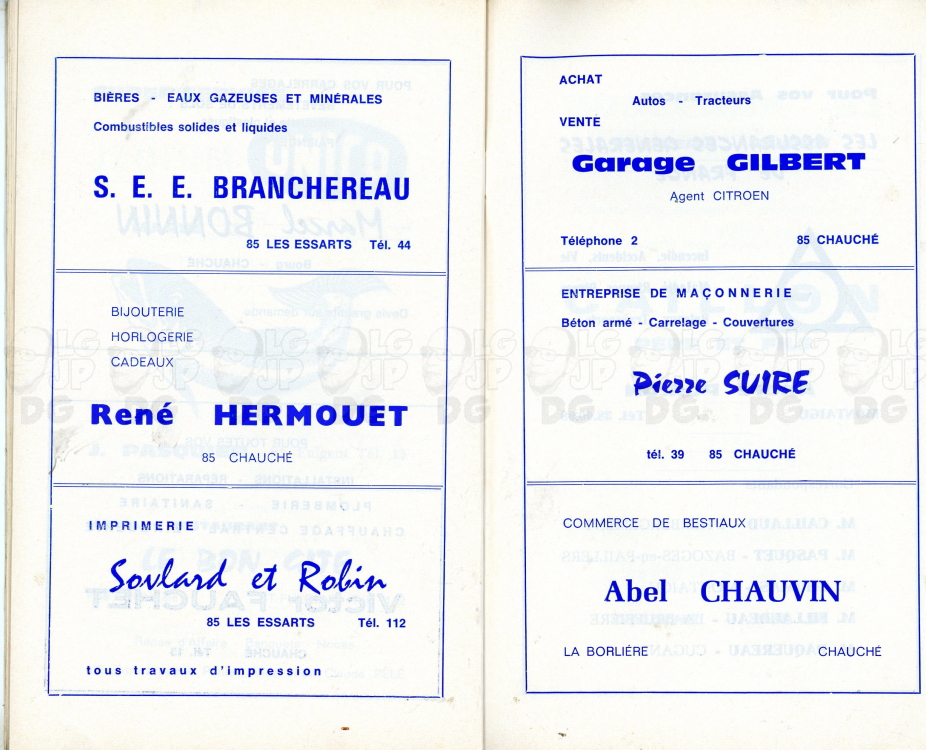 BIÈRES - EAUX GAZEUSES ET MINÉRALES
Combustibles solides et liquides
S. E. E. BRANCHEREAU
85 LES ESSARTS Tél. 44
BIJOUTERIE
HORLOGERIE
CADEAUX
René HERMOUET
85 CHAUCHÉ
IMPRIMERIE
Soulard et Robin
85 LES ESSARTS Tél. 112
tous travaux d'impression
ACHAT
Autos - Tracteurs
VENTE
Garage GILBERT
Agent CITROEN
Téléphone 2 85 CHAUCHÉ
ENTREPRISE DE MAÇONNERIE
Béton armé - Carrelage - Couvertures
Pierre SUIRE
tél. 39 85 CHAUCHÉ
COMMERCE DE BESTIAUX
Abel CHAUVIN
LA BORLIÉRE CHAUCHÉ